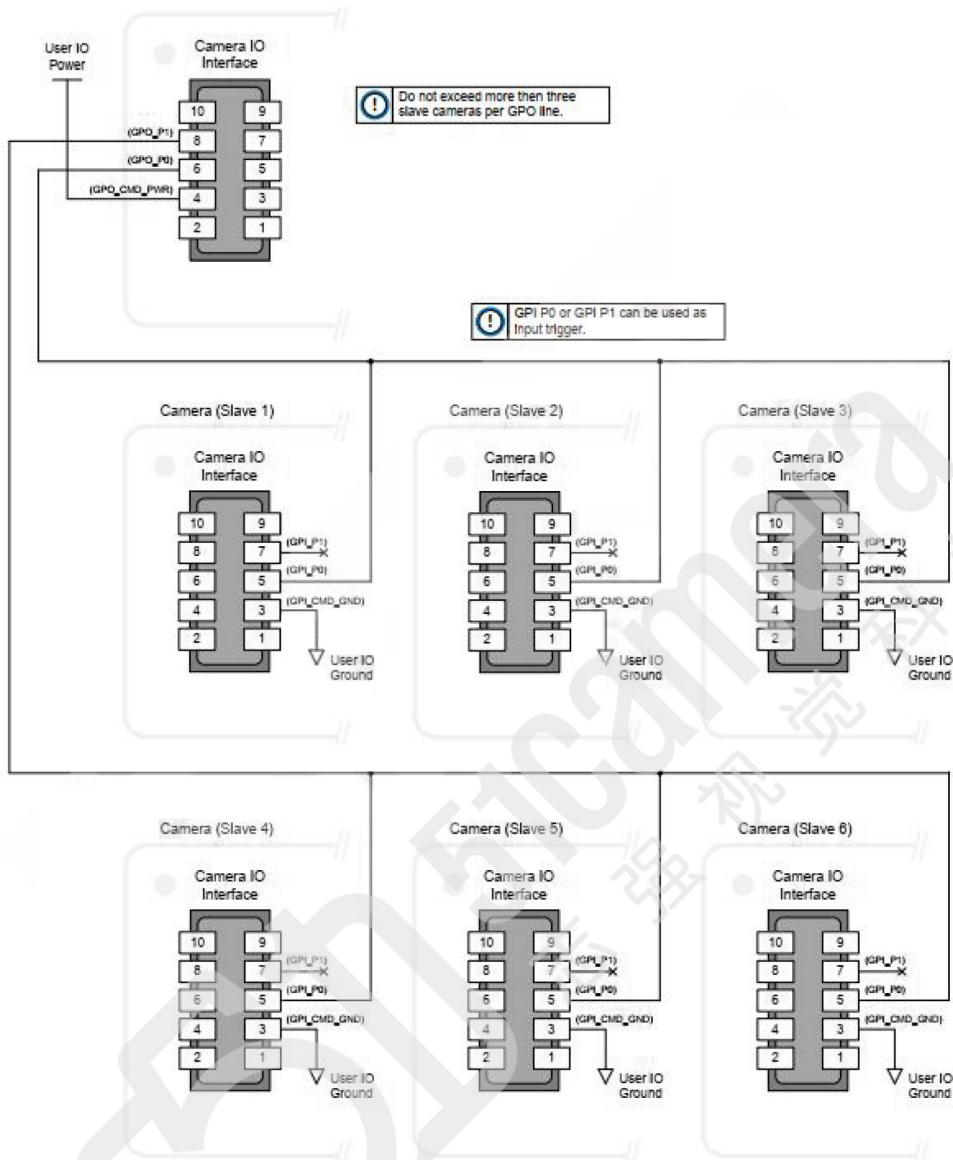 User IO
Power
Camera IO
Interface
Do not exceed more then three
slave cameras per GPO line.
10
9
(GPO_P1)
8
7
(GPO_P0)
6
5
(GPO_CMD_PWR)
4
3
2
1
GPI P0 or GPI P1 can be used as
Input trigger.
Camera (Slave 1)
Camera (Slave 2)
Camera (Slave 3)
Camera IO
Interface
Camera IO
Interface
Camera IO
Interface
10
9
8
7
(GPI_P1)
6
5
(GPI_P0)
4
3
(GPI_CMD_GND)
2
1
User IO
Ground
10
9
8
7
(GPI_P1)
6
5
(GPI_P0)
4
3
(GPI_CMD_GND)
2
1
User IO
Ground
10
9
8
7
(GPI_P1)
6
5
(GPI_P0)
4
3
(GPI_CMD_GND)
2
1
User IO
Ground
Camera (Slave 4)
Camera (Slave 5)
Camera (Slave 6)
Camera IO
Interface
Camera IO
Interface
Camera IO
Interface
10
9
8
7
(GPI_P1)
6
5
(GPI_P0)
4
3
(GPI_CMD_GND)
2
1
User IO
Ground
10
9
8
7
(GPI_P1)
6
5
(GPI_P0)
4
3
(GPI_CMD_GND)
2
1
User IO
Ground
10
9
8
7
(GPI_P1)
6
5
(GPI_P0)
4
3
(GPI_CMD_GND)
2
1
User IO
Ground
51camera